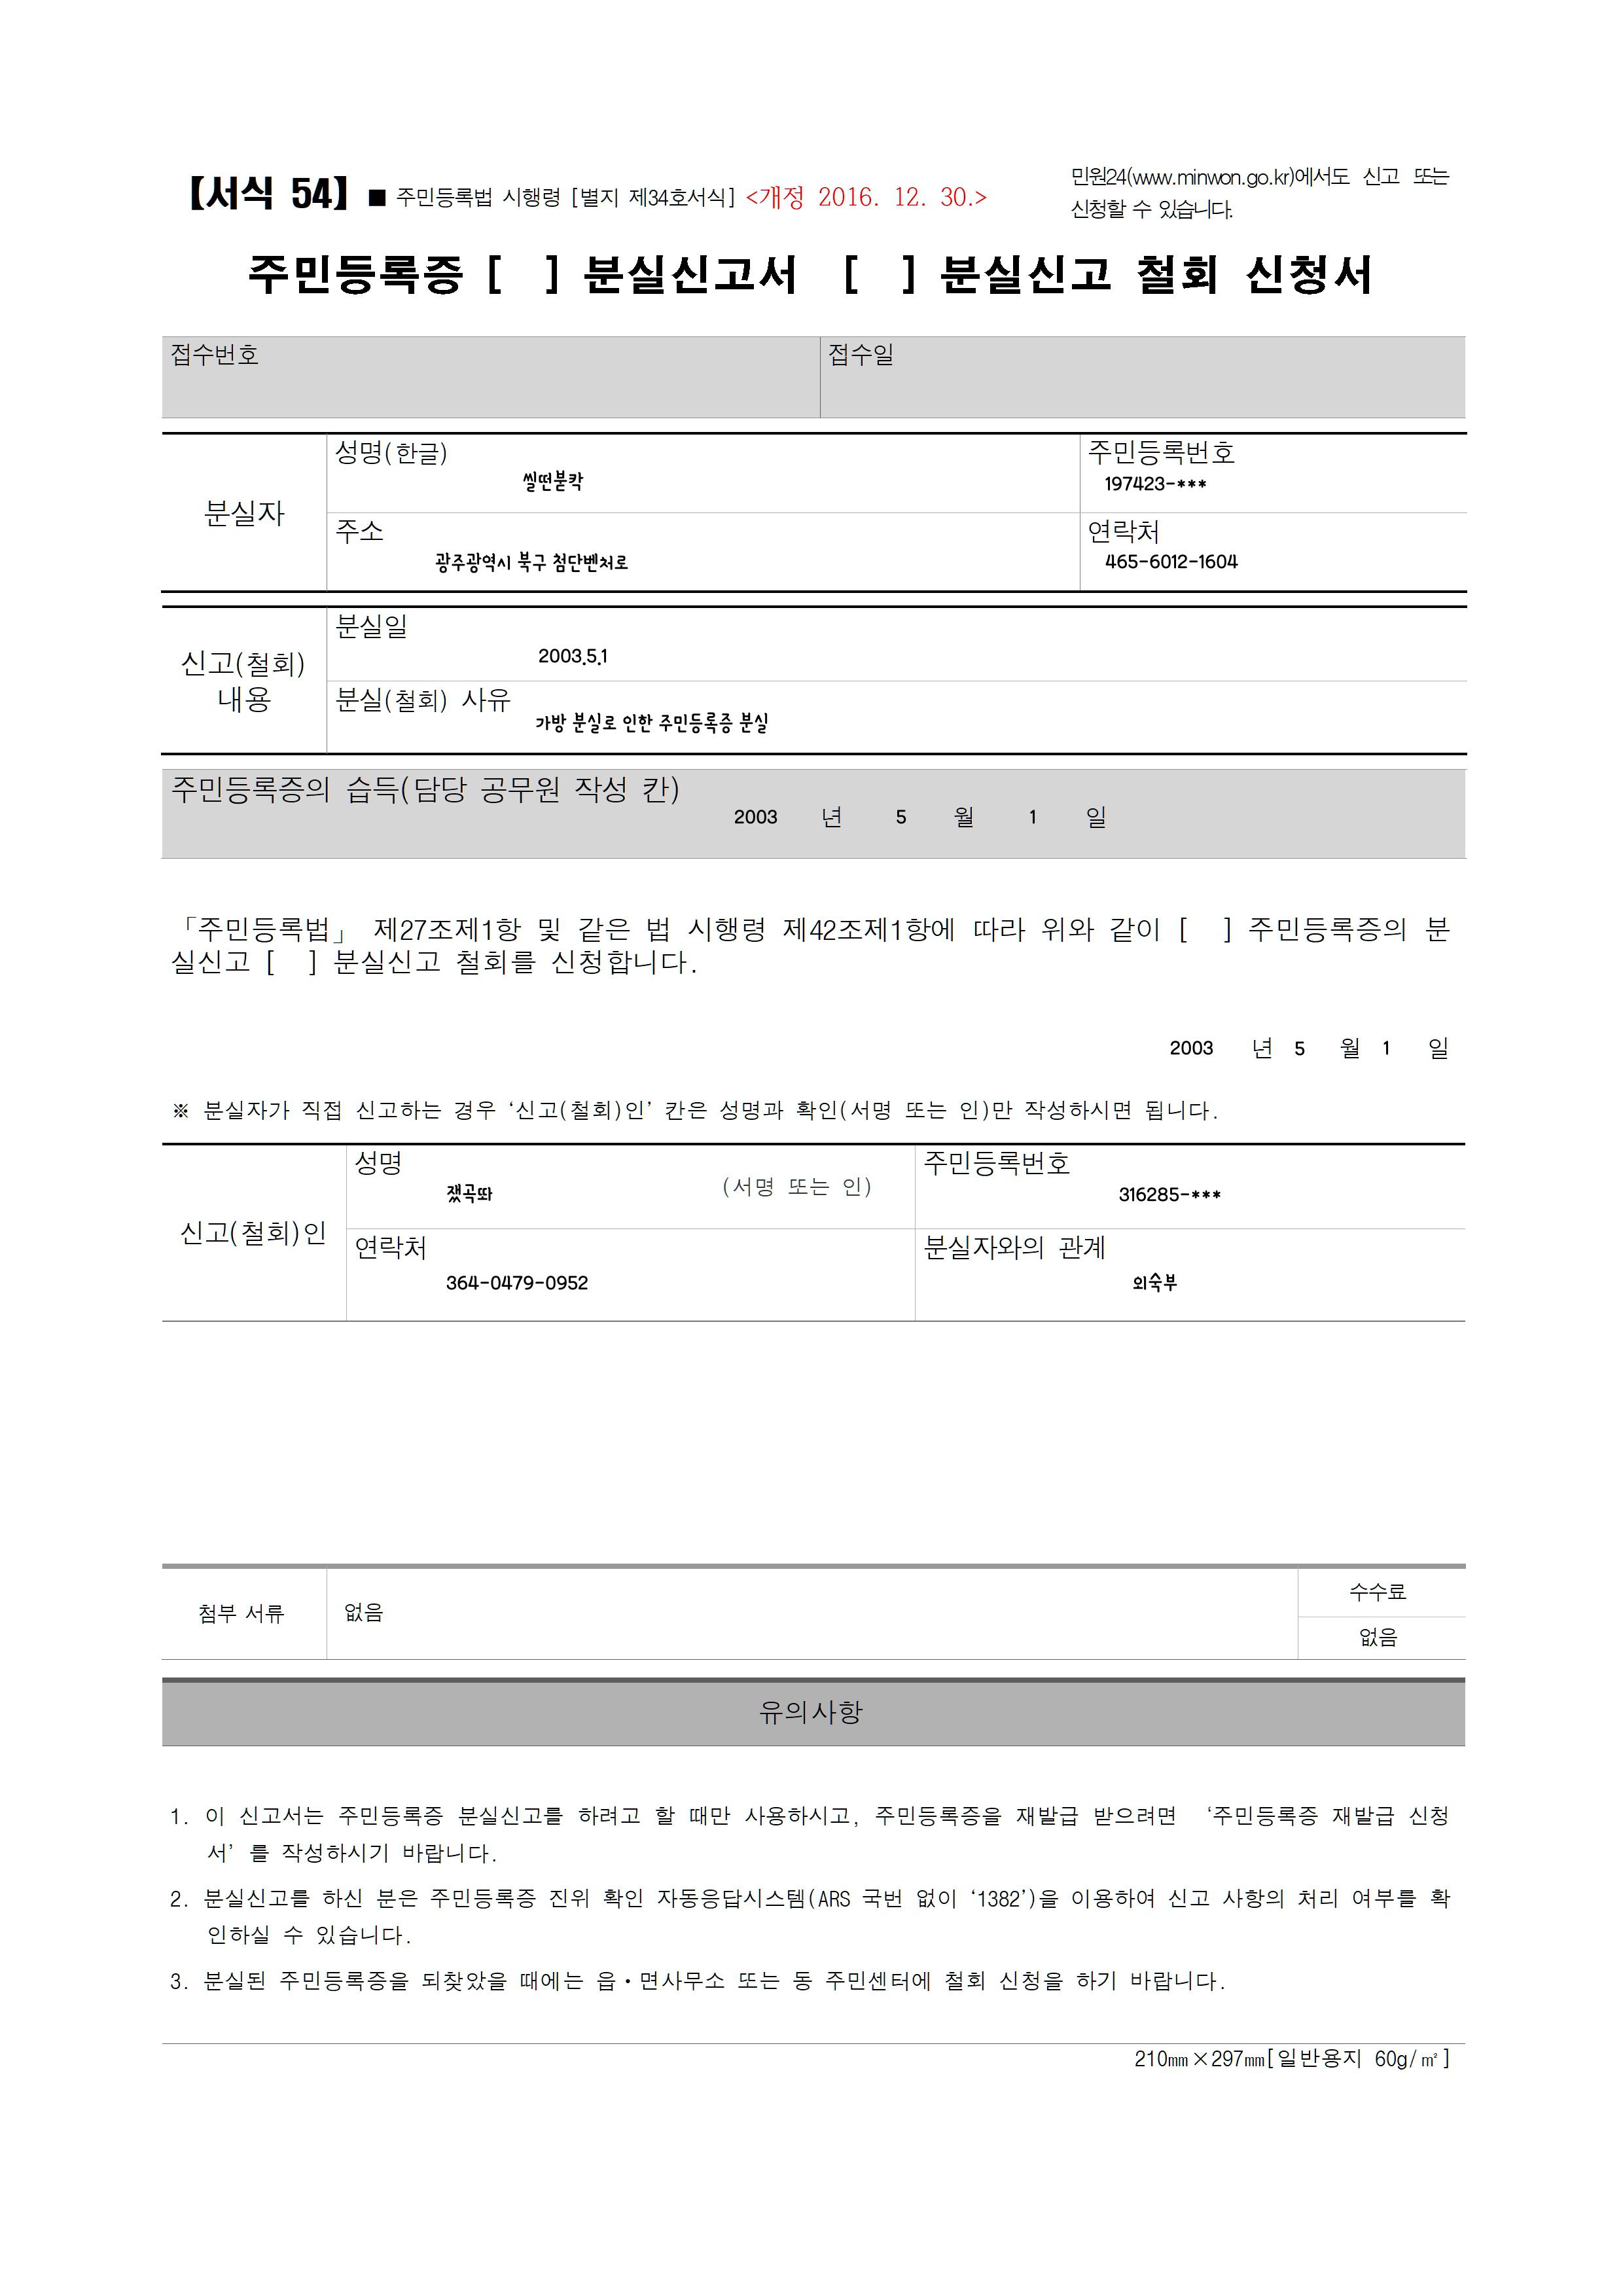 【서식 54】 ■ 주민등록법 시행령 [별지 제34호서식] <개정 2016. 12. 30.>
민원24(www.minwon.go.kr)에서도 신고 또는
신청할 수 있습니다.
주민등록증 [ ] 분실신고서 [ ] 분실신고 철회 신청서
접수번호 접수일
분실자
성명(한글) 주민등록번호
씰떤붇칵 197423-***
주소 연락처
광주광역시 북구 첨단벤처로 465-6012-1604
신고(철회)
내용
분실일
2003.5.1
분실(철회) 사유
가방 분실로 인한 주민등록증 분실
주민등록증의 습득(담당 공무원 작성 칸)
2003 년 5 월 1 일
「주민등록법」 제27조제1항 및 같은 법 시행령 제42조제1항에 따라 위와 같이 [ ] 주민등록증의 분
실신고 [ ] 분실신고 철회를 신청합니다.
2003 년 5 월 1 일
※ 분실자가 직접 신고하는 경우 ‘신고(철회)인’ 칸은 성명과 확인(서명 또는 인)만 작성하시면 됩니다.
신고(철회)인
성명 주민등록번호
쟀곡똬 (서명 또는 인) 316285-***
연락처 분실자와의 관계
364-0479-0952 외숙부
첨부 서류 없음 수수료
없음
유의사항
1. 이 신고서는 주민등록증 분실신고를 하려고 할 때만 사용하시고, 주민등록증을 재발급 받으려면 ‘주민등록증 재발급 신청
서’를 작성하시기 바랍니다.
2. 분실신고를 하신 분은 주민등록증 진위 확인 자동응답시스템(ARS 국번 없이 ‘1382’)을 이용하여 신고 사항의 처리 여부를 확
인하실 수 있습니다.
3. 분실된 주민등록증을 되찾았을 때에는 읍·면사무소 또는 동 주민센터에 철회 신청을 하기 바랍니다.
210㎜×297㎜[일반용지 60g/㎡]